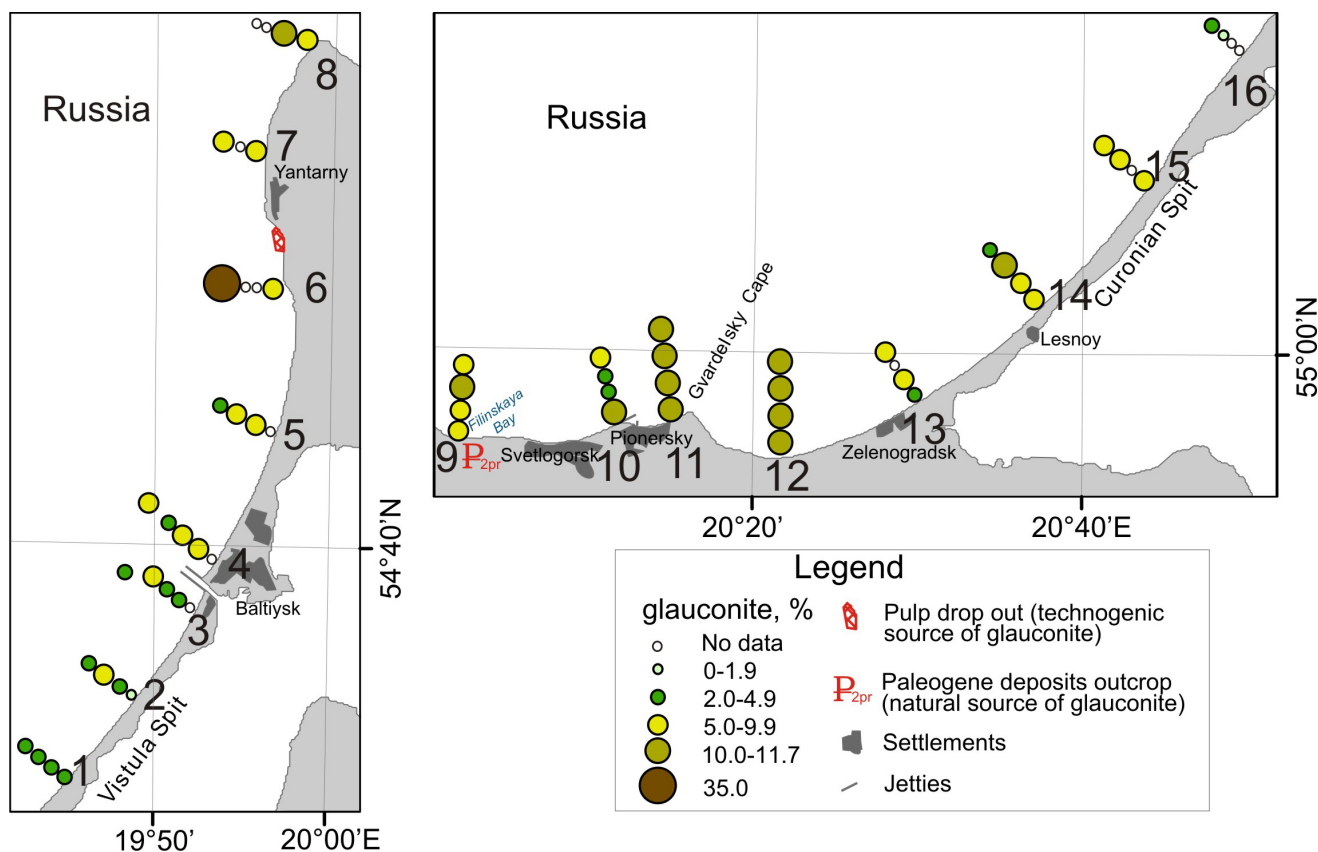 Russia
8
7
Yantarny
6
5
4
Baltiysk
3
2
1
Vistula Spit
54°40’N
19°50’
20°00’E
Russia
16
15
Curonian Spit
14
Lesnoy
55°00’N
Gvardelsky Cape
Filinskaya
Bay
9
P2pr
Svetlogorsk
10
Pionersky
11
12
Zelenogradsk
13
20°20’
20°40’E
Legend
glauconite, %
No data
0-1.9
2.0-4.9
5.0-9.9
10.0-11.7
35.0
Pulp drop out (technogenic
source of glauconite)
P2pr
Paleogene deposits outcrop
(natural source of glauconite)
Settlements
Jetties